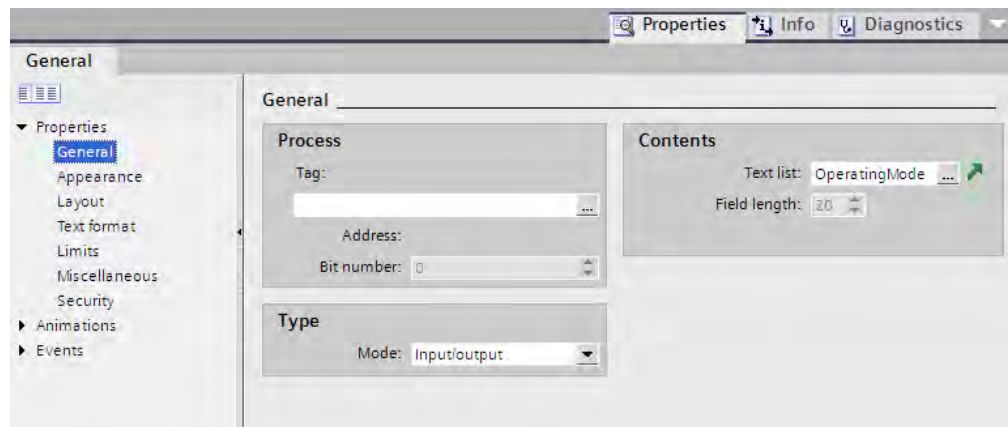 Properties Info Diagnostics
General
Properties
General
Appearance
Layout
Text format
Limits
Miscellaneous
Security
Animations
Events
General
Process
Tag:
...
Address:
Bit number: 0
Type
Mode: Input/output
Contents
Text list: OperatingMode ...
Field length: 20